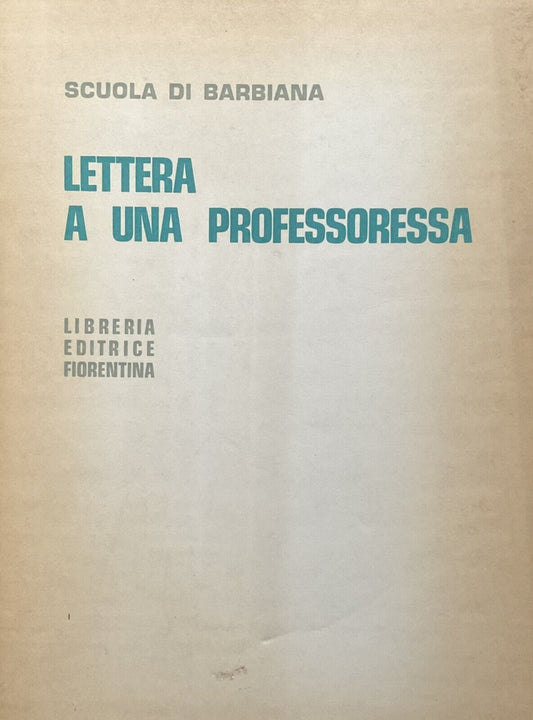 SCUOLA DI BARBIANA
LETTERA
A UNA PROFESSORESSA
LIBRERIA
EDITRICE
FIORENTINA